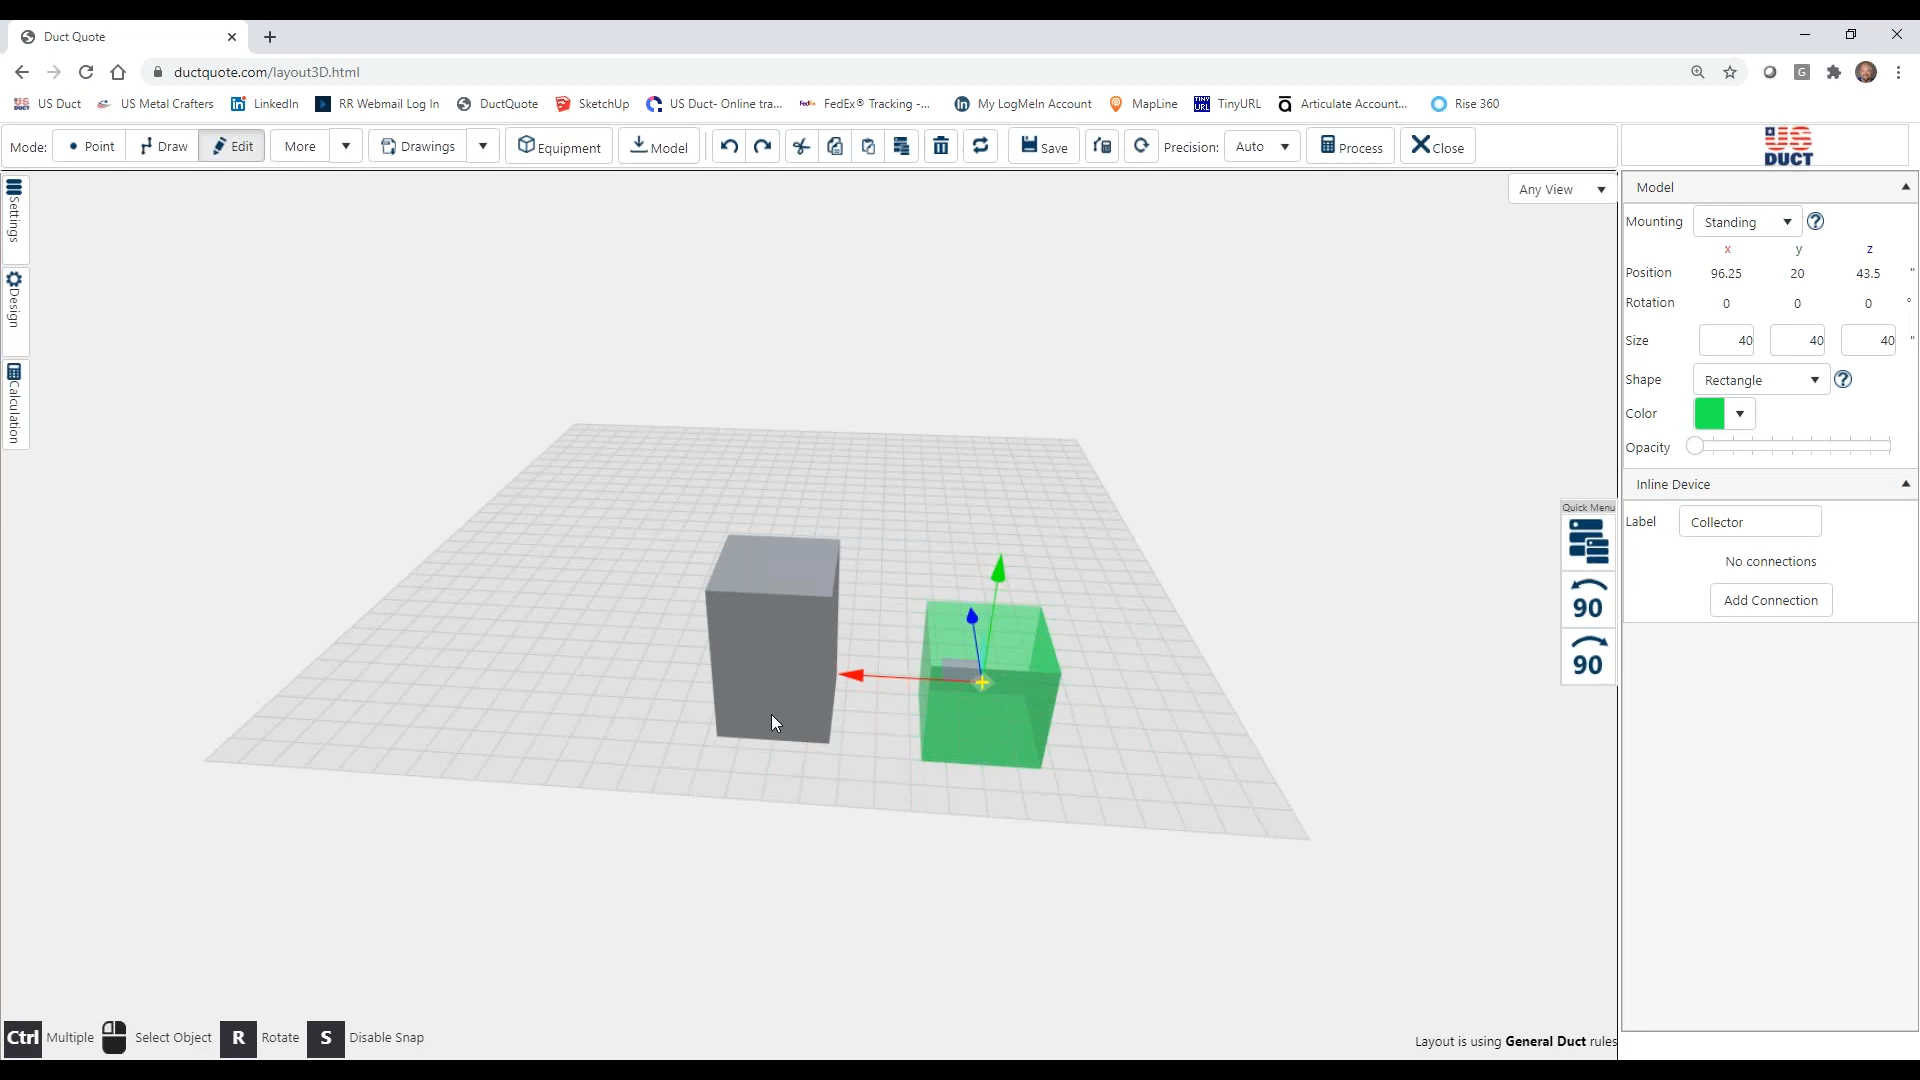 Duct Quote
ductquote.com/layout3D.html
US Duct US Metal Crafters LinkedIn RR Webmail Log In DuctQuote SketchUp US Duct- Online tra... FedEx® Tracking -... My LogMeIn Account MapLine TinyURL Articulate Account... Rise 360
Mode: Point Draw Edit More Drawings Equipment Model Save Precision: Auto Process Close
US DUCT
Settings
Design
Calculation
Any View
Model
Mounting Standing
x y z
Position 96.25 20 43.5 "
Rotation 0 0 0 °
Size 40 40 40 "
Shape Rectangle
Color
Opacity
Inline Device
Label Collector
No connections
Add Connection
Quick Menu
90
90
Ctrl Multiple Select Object R Rotate S Disable Snap
Layout is using General Duct rules